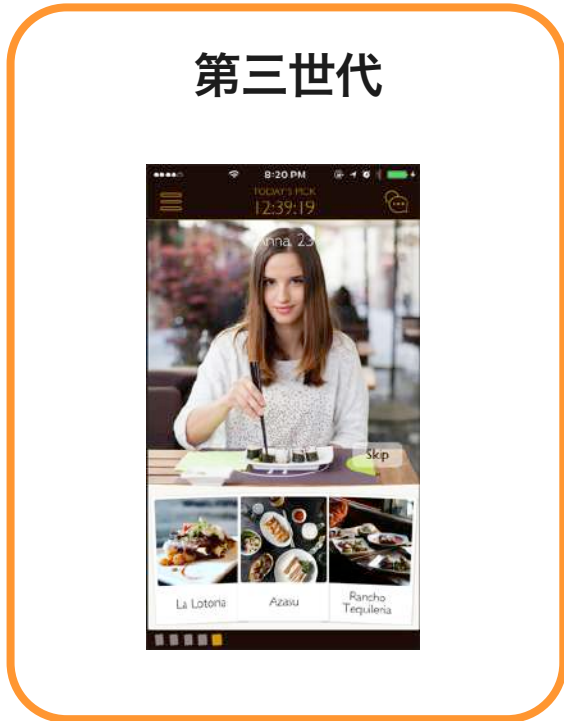 第三世代
8:20 PM
TODAY'S PICK
12:39:19
Anna, 23
Skip
La Lotoria
Azasu
Rancho
Tequileria